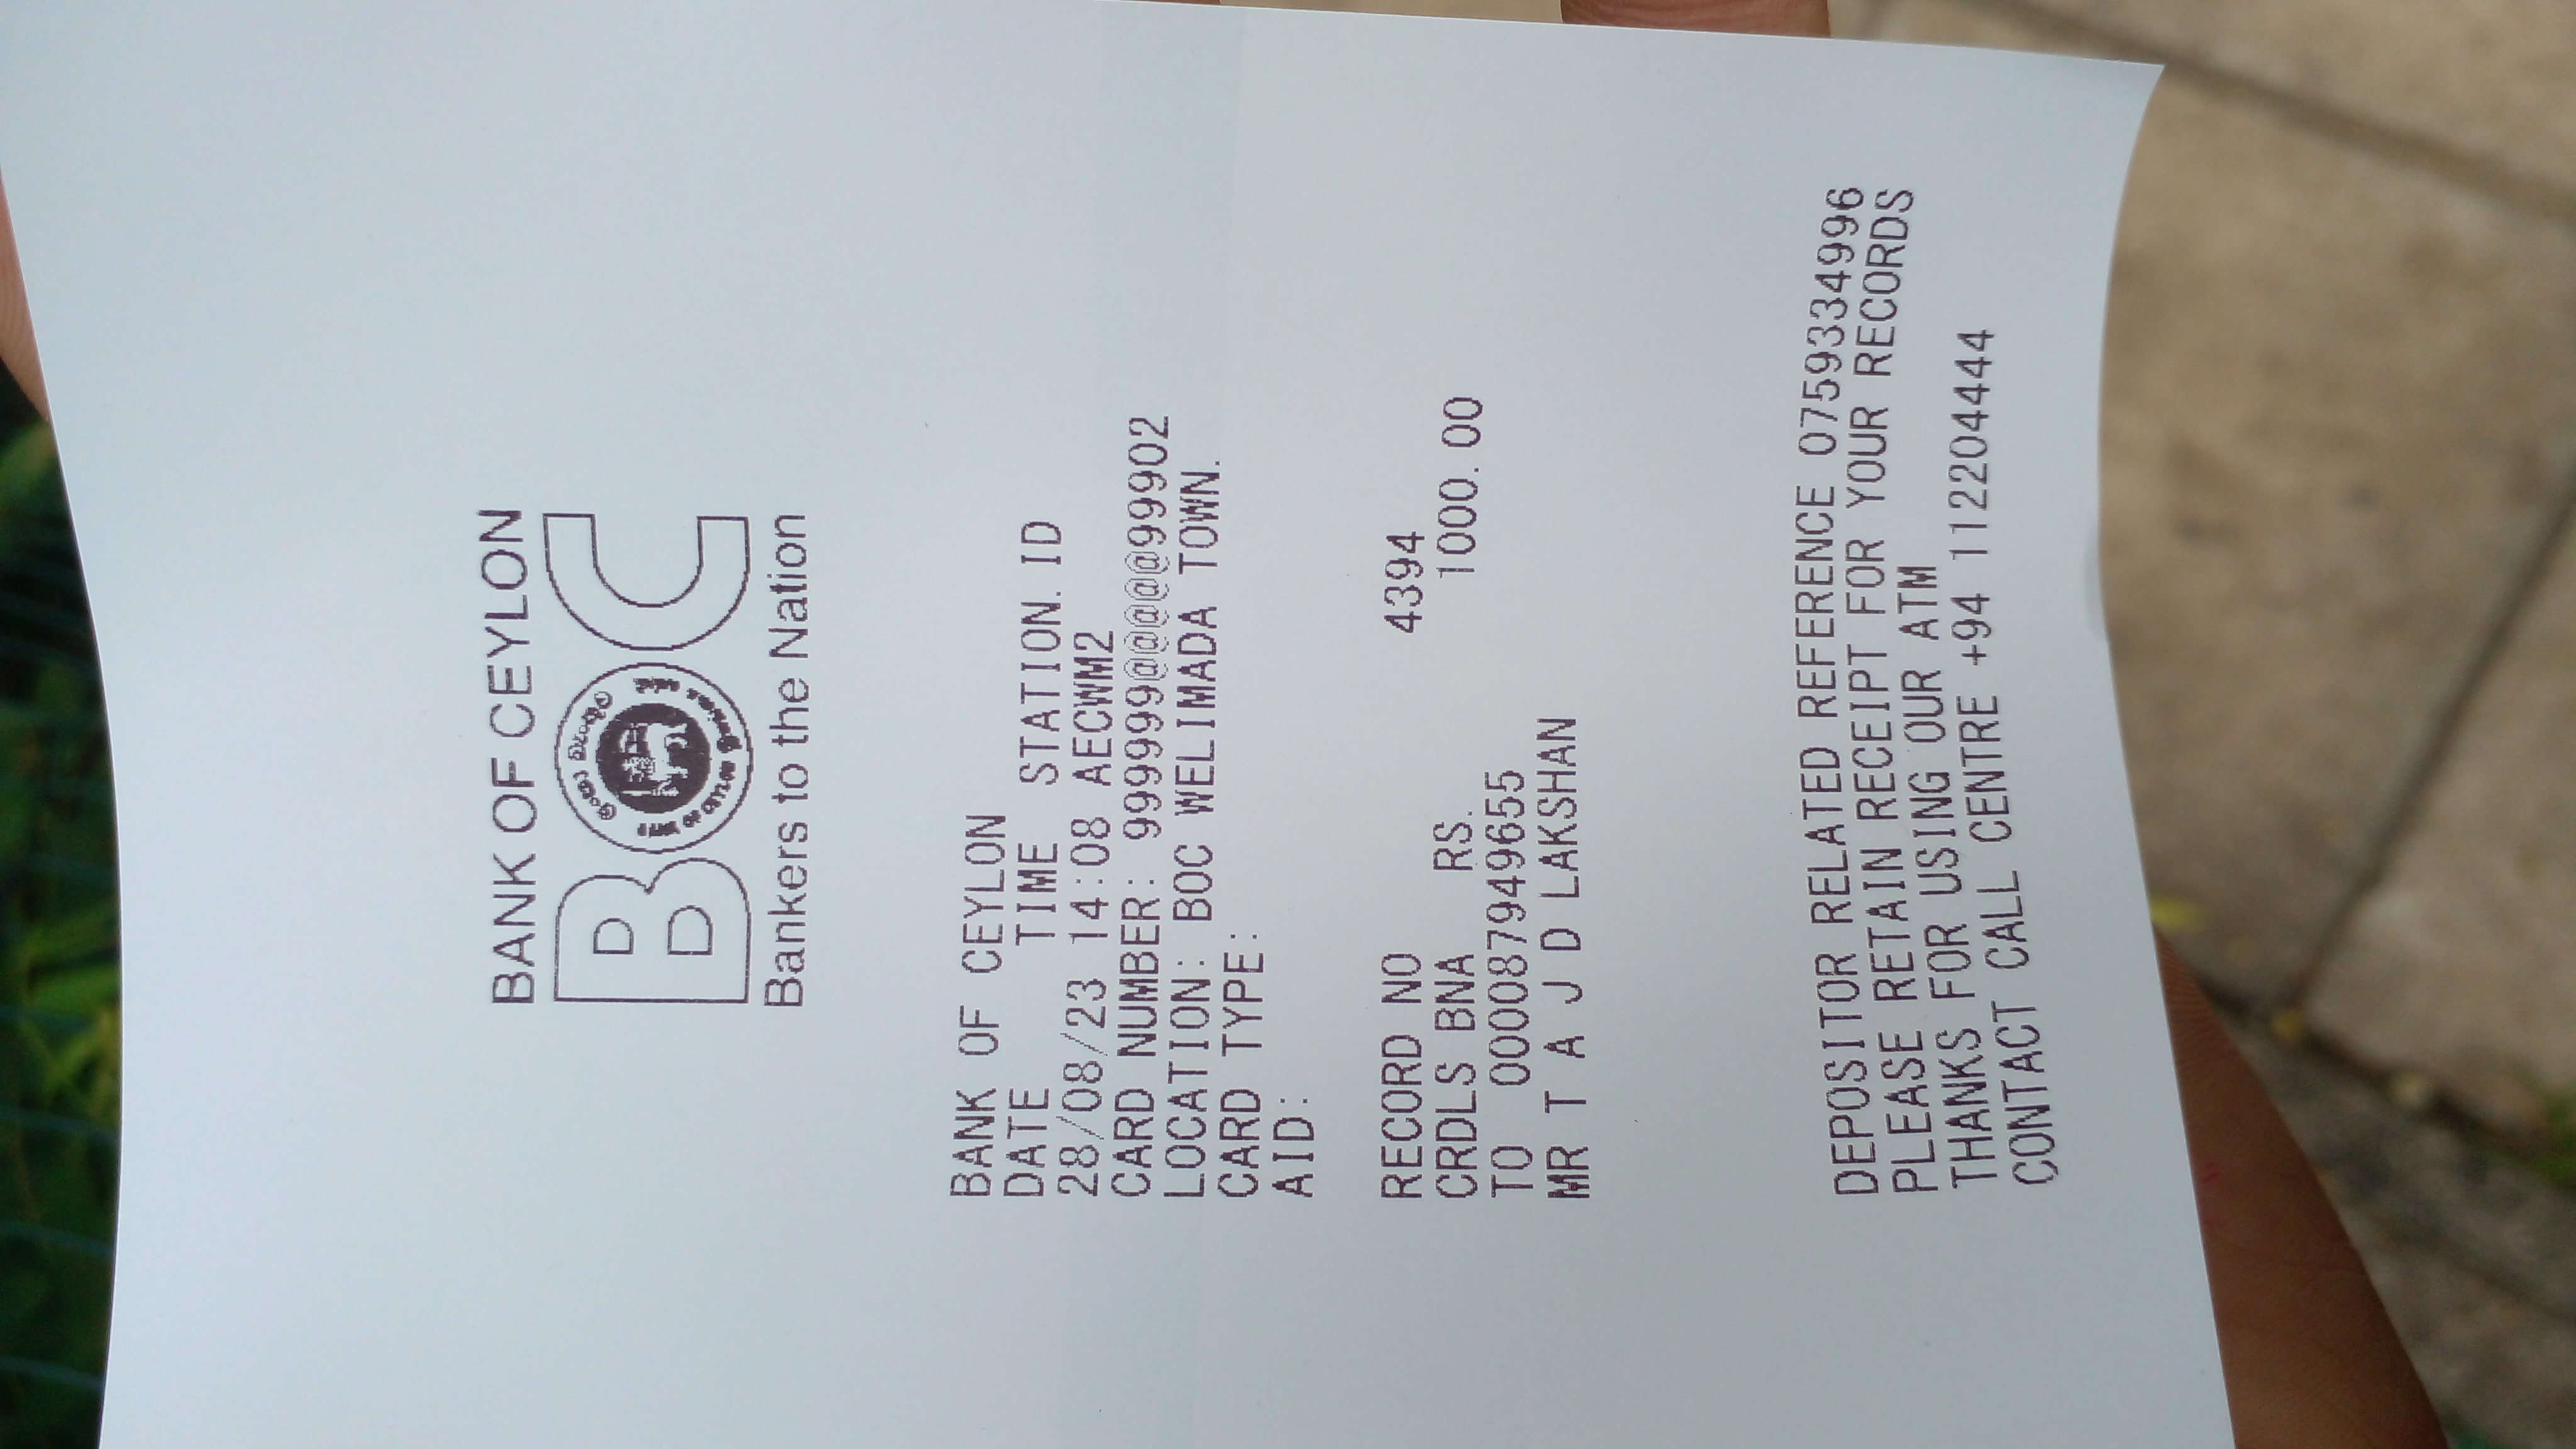 BANK OF CEYLON
BOC
Bankers to the Nation
BANK OF CEYLON
DATE TIME STATION.ID
28/08/23 14:08 AECWM2
CARD NUMBER: 999999@@@@@@999902
LOCATION: BOC WELIMADA TOWN.
CARD TYPE:
AID:
RECORD NO 4394
CRDLS BNA RS. 1000.00
TO 000087949655
MR T A J D LAKSHAN
DEPOSITOR RELATED REFERENCE 0759334996
PLEASE RETAIN RECEIPT FOR YOUR RECORDS
THANKS FOR USING OUR ATM
CONTACT CALL CENTRE +94 112204444